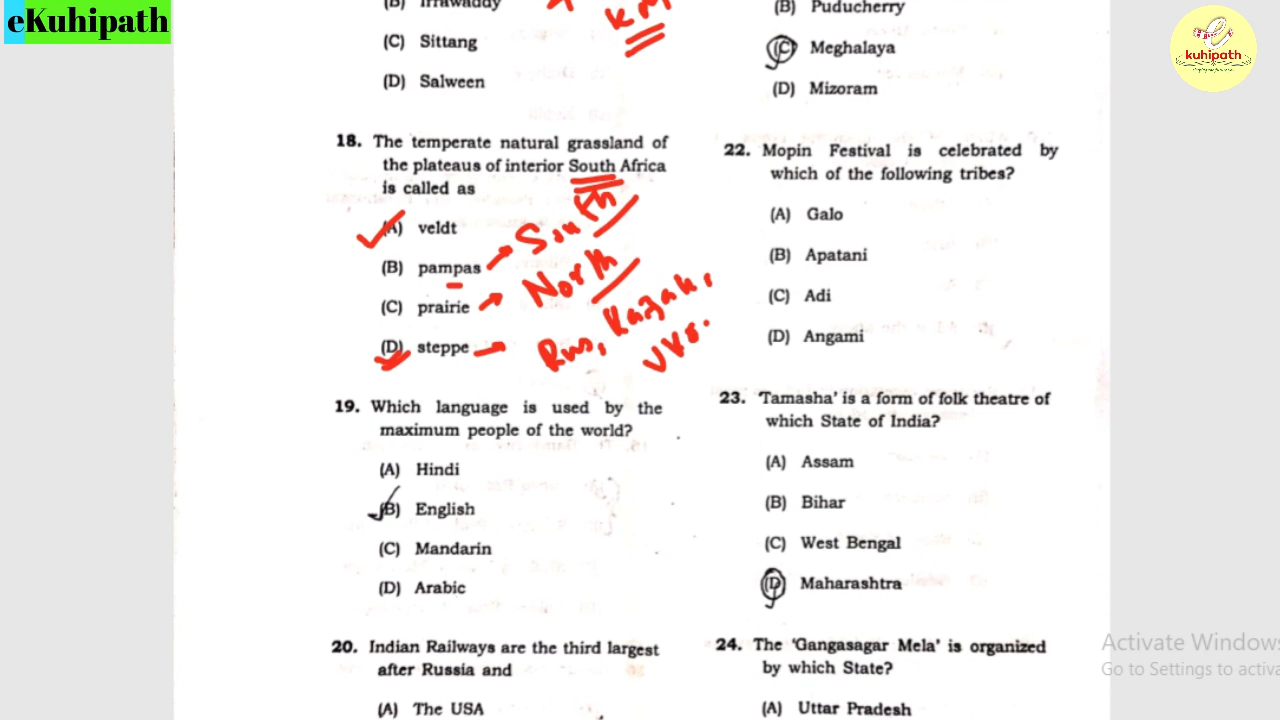 eKuhipath
kuhipath
(B) Irrawaddy
(C) Sittang
(D) Salween
18. The temperate natural grassland of
the plateaus of interior South Africa
is called as
(A) veldt
(B) pampas
(C) prairie
(D) steppe
South
North
Rus, Kazak,
Ukr.
19. Which language is used by the
maximum people of the world?
(A) Hindi
(B) English
(C) Mandarin
(D) Arabic
20. Indian Railways are the third largest
after Russia and
(A) The USA
(B) Puducherry
(C) Meghalaya
(D) Mizoram
22. Mopin Festival is celebrated by
which of the following tribes?
(A) Galo
(B) Apatani
(C) Adi
(D) Angami
23. 'Tamasha' is a form of folk theatre of
which State of India?
(A) Assam
(B) Bihar
(C) West Bengal
(D) Maharashtra
24. The 'Gangasagar Mela' is organized
by which State?
(A) Uttar Pradesh
Activate Windows
Go to Settings to activa